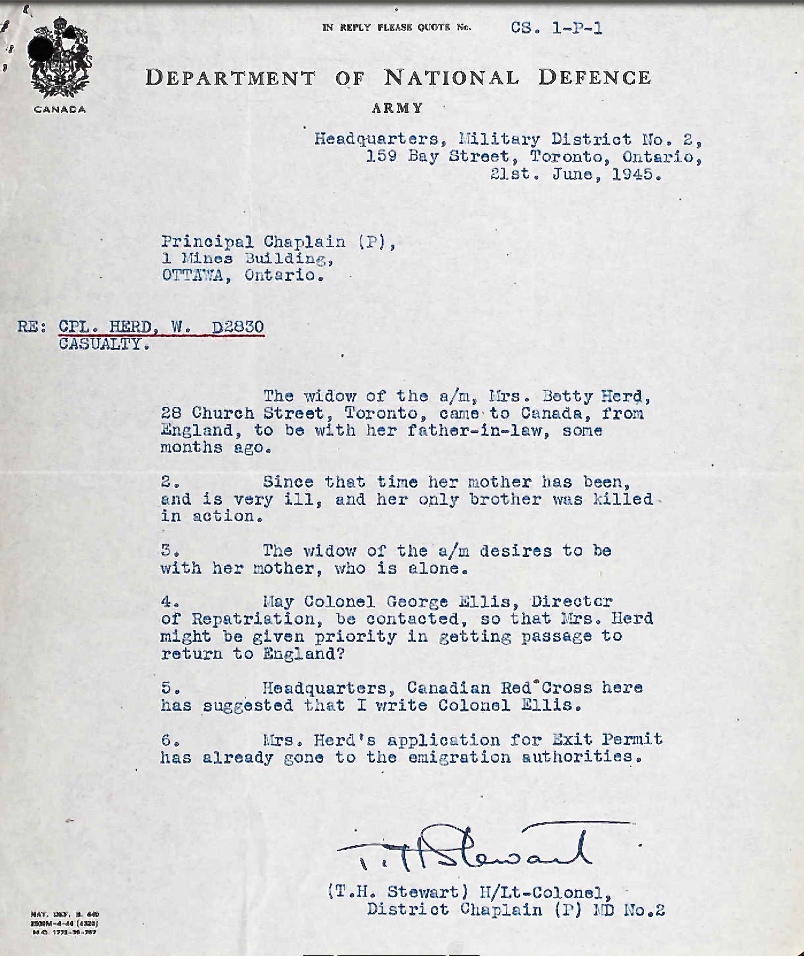 IN REPLY PLEASE QUOTE No. CS. 1-P-1
DEPARTMENT OF NATIONAL DEFENCE
CANADA
ARMY
Headquarters, Military District No. 2,
159 Bay Street, Toronto, Ontario,
21st. June, 1945.
Principal Chaplain (P),
1 Mines Building,
OTTAWA, Ontario.
RE: CPL. HERD, W. D2830
CASUALTY.
The widow of the a/m, Mrs. Betty Herd,
28 Church Street, Toronto, came to Canada, from
England, to be with her father-in-law, some
months ago.
2. Since that time her mother has been,
and is very ill, and her only brother was killed
in action.
3. The widow of the a/m desires to be
with her mother, who is alone.
4. May Colonel George Ellis, Director
of Repatriation, be contacted, so that Mrs. Herd
might be given priority in getting passage to
return to England?
5. Headquarters, Canadian Red Cross here
has suggested that I write Colonel Ellis.
6. Mrs. Herd's application for Exit Permit
has already gone to the emigration authorities.
T.H Stewart
(T.H. Stewart) H/Lt-Colonel,
District Chaplain (P) MD No.2
NAT. DEF. B. 440